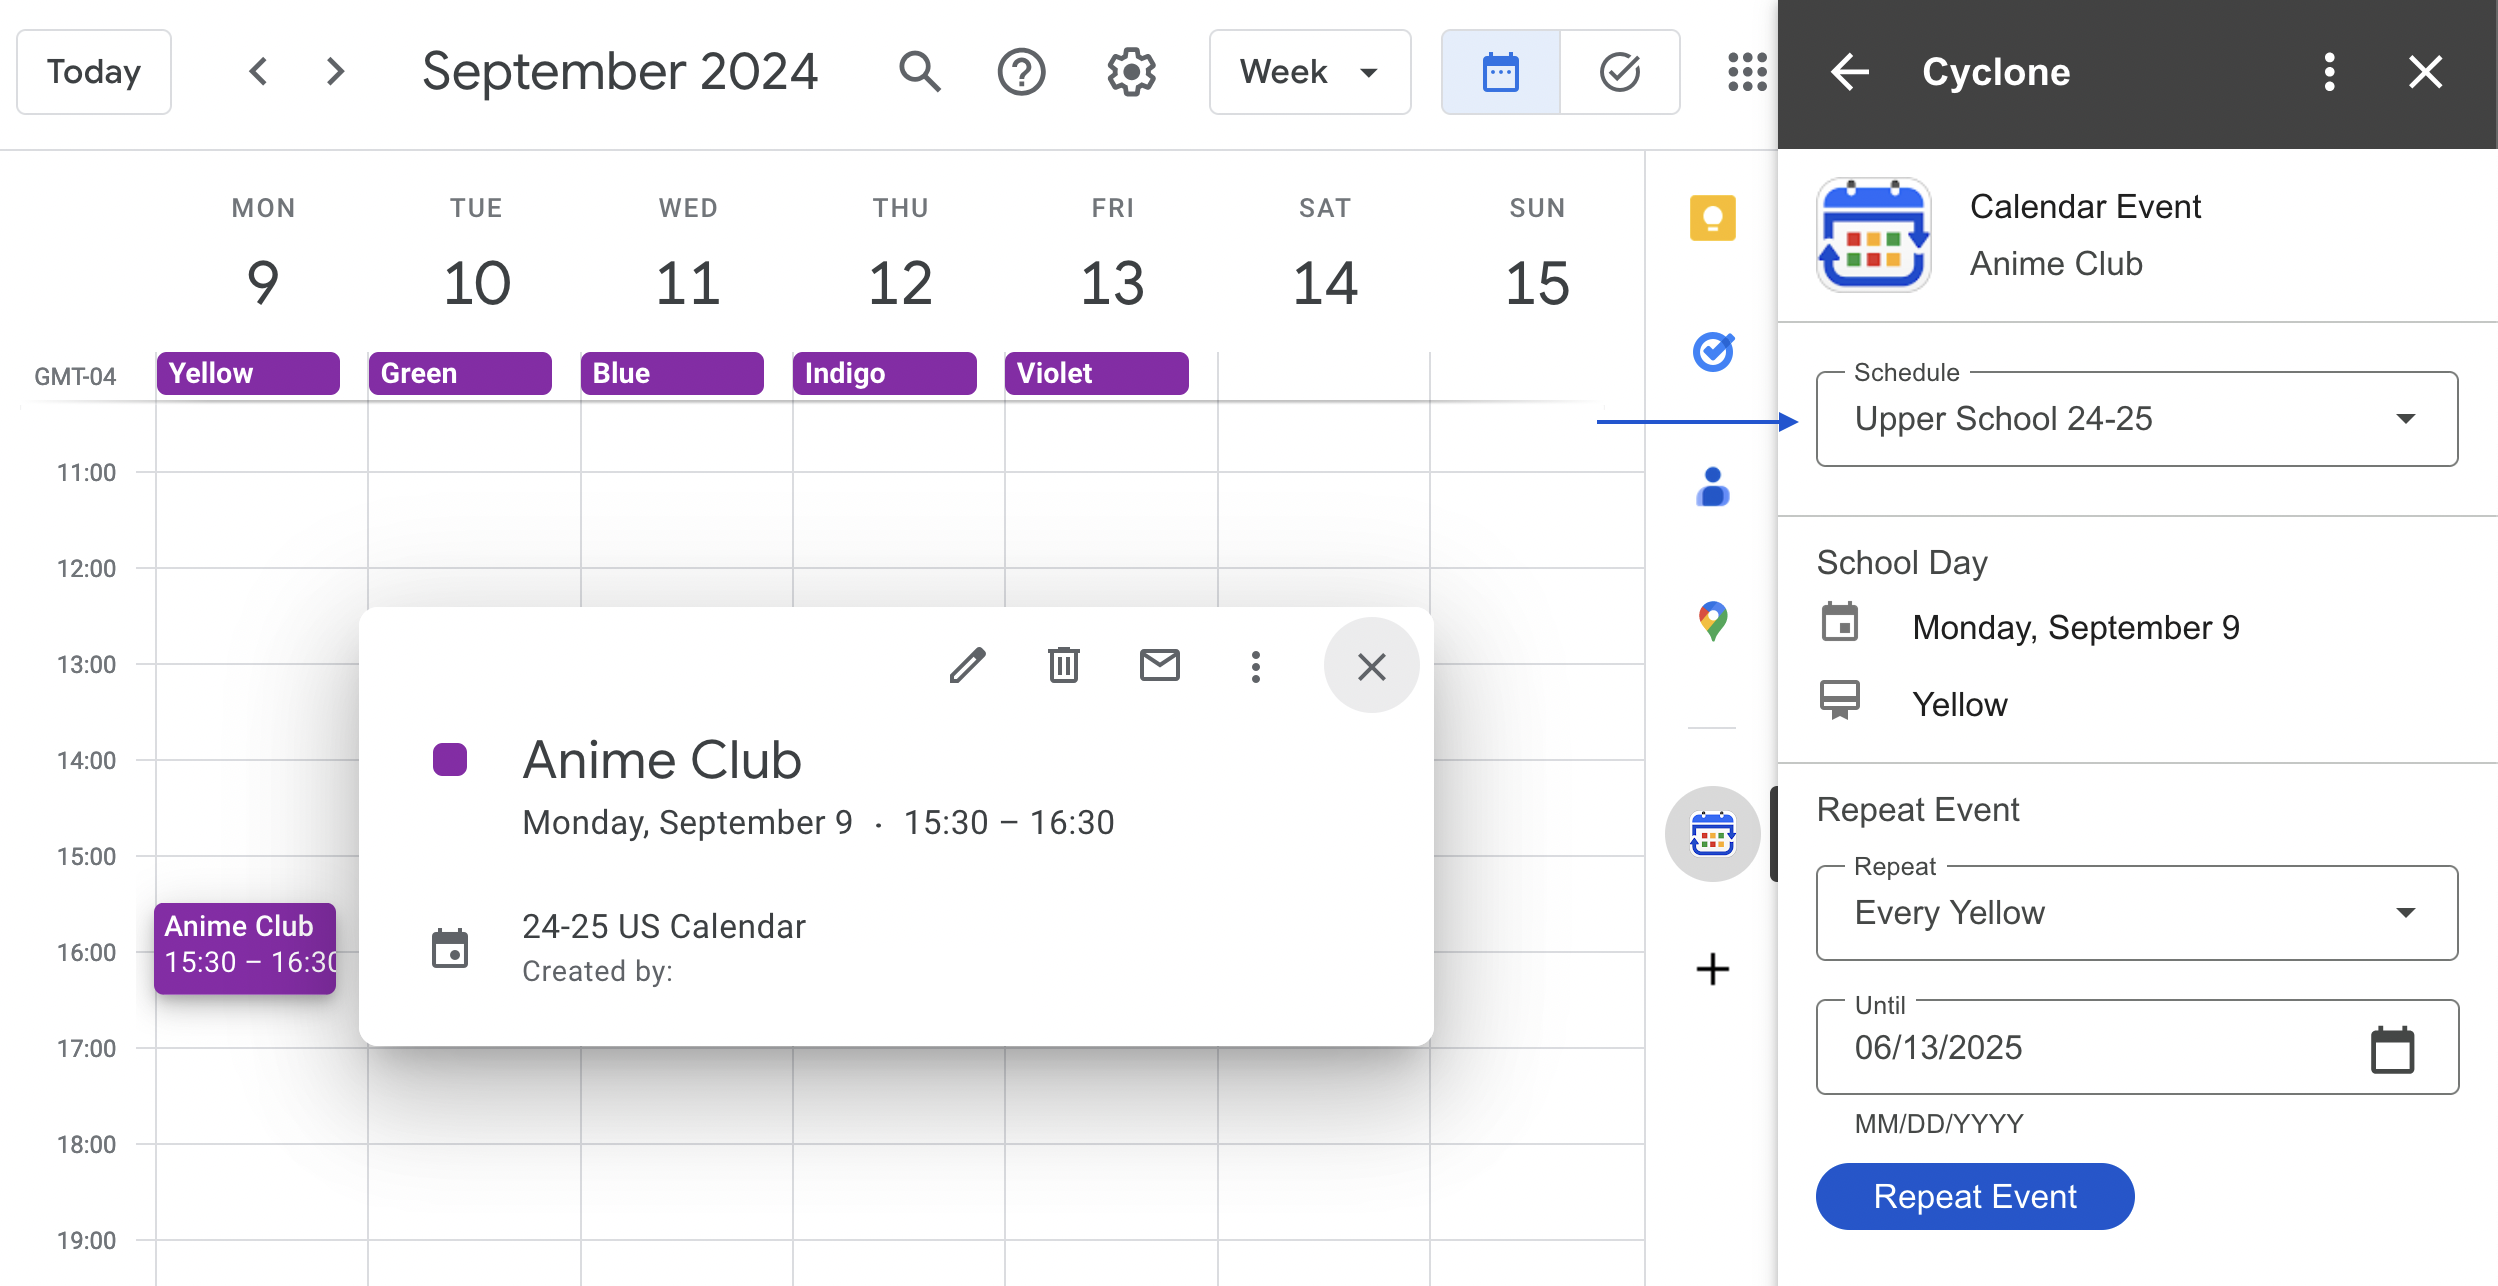 Today
September 2024
Week
Cyclone
Calendar Event
Anime Club
MON TUE WED THU FRI SAT SUN
9 10 11 12 13 14 15
GMT-04 Yellow Green Blue Indigo Violet
11:00
12:00
13:00
14:00
15:00
16:00
17:00
18:00
19:00
Anime Club
15:30 – 16:30
Anime Club
Monday, September 9 · 15:30 – 16:30
24-25 US Calendar
Created by:
Schedule
Upper School 24-25
School Day
Monday, September 9
Yellow
Repeat Event
Repeat
Every Yellow
Until
06/13/2025
MM/DD/YYYY
Repeat Event